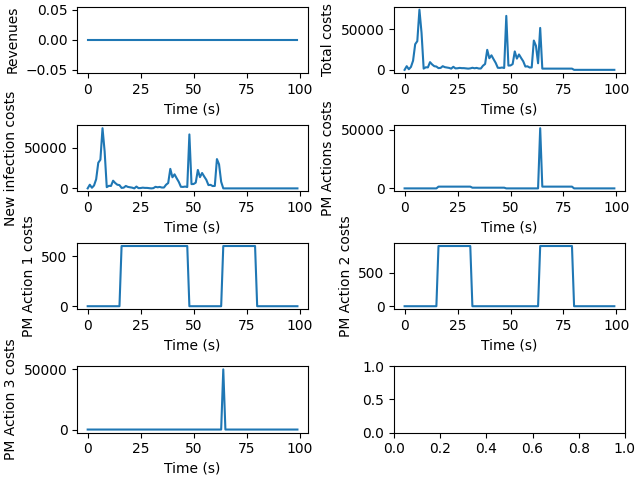 Revenues
0.05
0.00
−0.05
0 25 50 75 100
Time (s)
Total costs
50000
0
0 25 50 75 100
Time (s)
New infection costs
50000
0
0 25 50 75 100
Time (s)
PM Actions costs
50000
0
0 25 50 75 100
Time (s)
PM Action 1 costs
500
0
0 25 50 75 100
Time (s)
PM Action 2 costs
500
0
0 25 50 75 100
Time (s)
PM Action 3 costs
50000
0
0 25 50 75 100
Time (s)
1.0
0.5
0.0
0.0 0.2 0.4 0.6 0.8 1.0